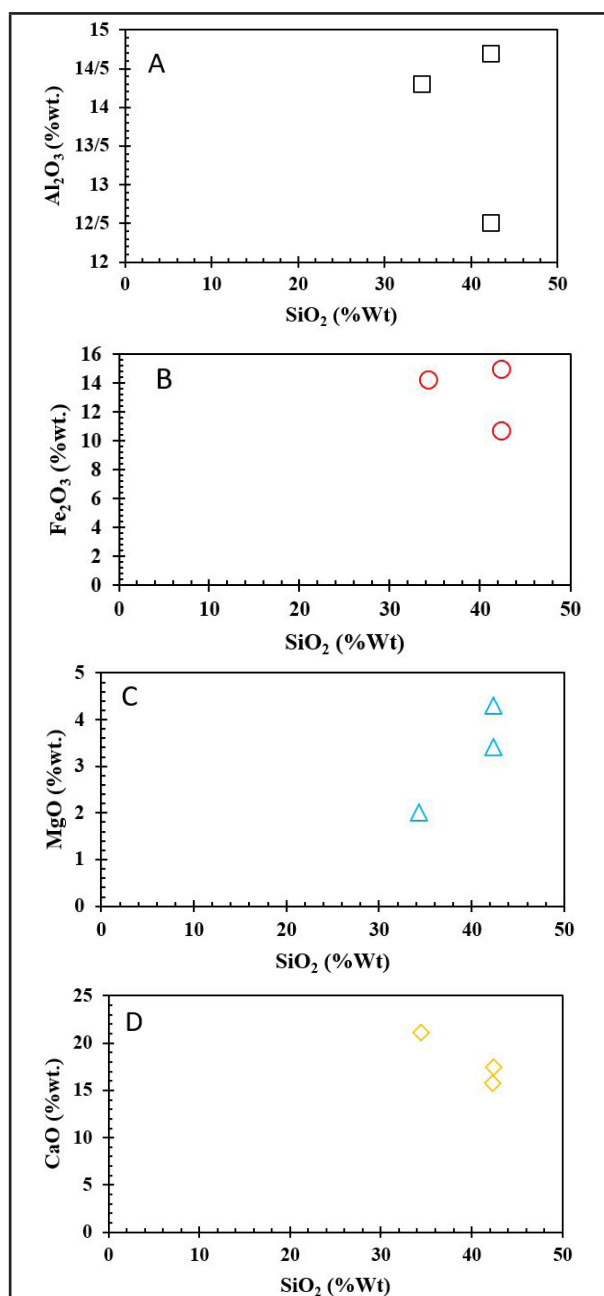 A
15
14/5
14
13/5
13
12/5
12
Al₂O₃ (%wt.)
0 10 20 30 40 50
SiO₂ (%Wt)
B
16
14
12
10
8
6
4
2
0
Fe₂O₃ (%wt.)
0 10 20 30 40 50
SiO₂ (%Wt)
C
5
4
3
2
1
0
MgO (%wt.)
0 10 20 30 40 50
SiO₂ (%Wt)
D
25
20
15
10
5
0
CaO (%wt.)
0 10 20 30 40 50
SiO₂ (%Wt)